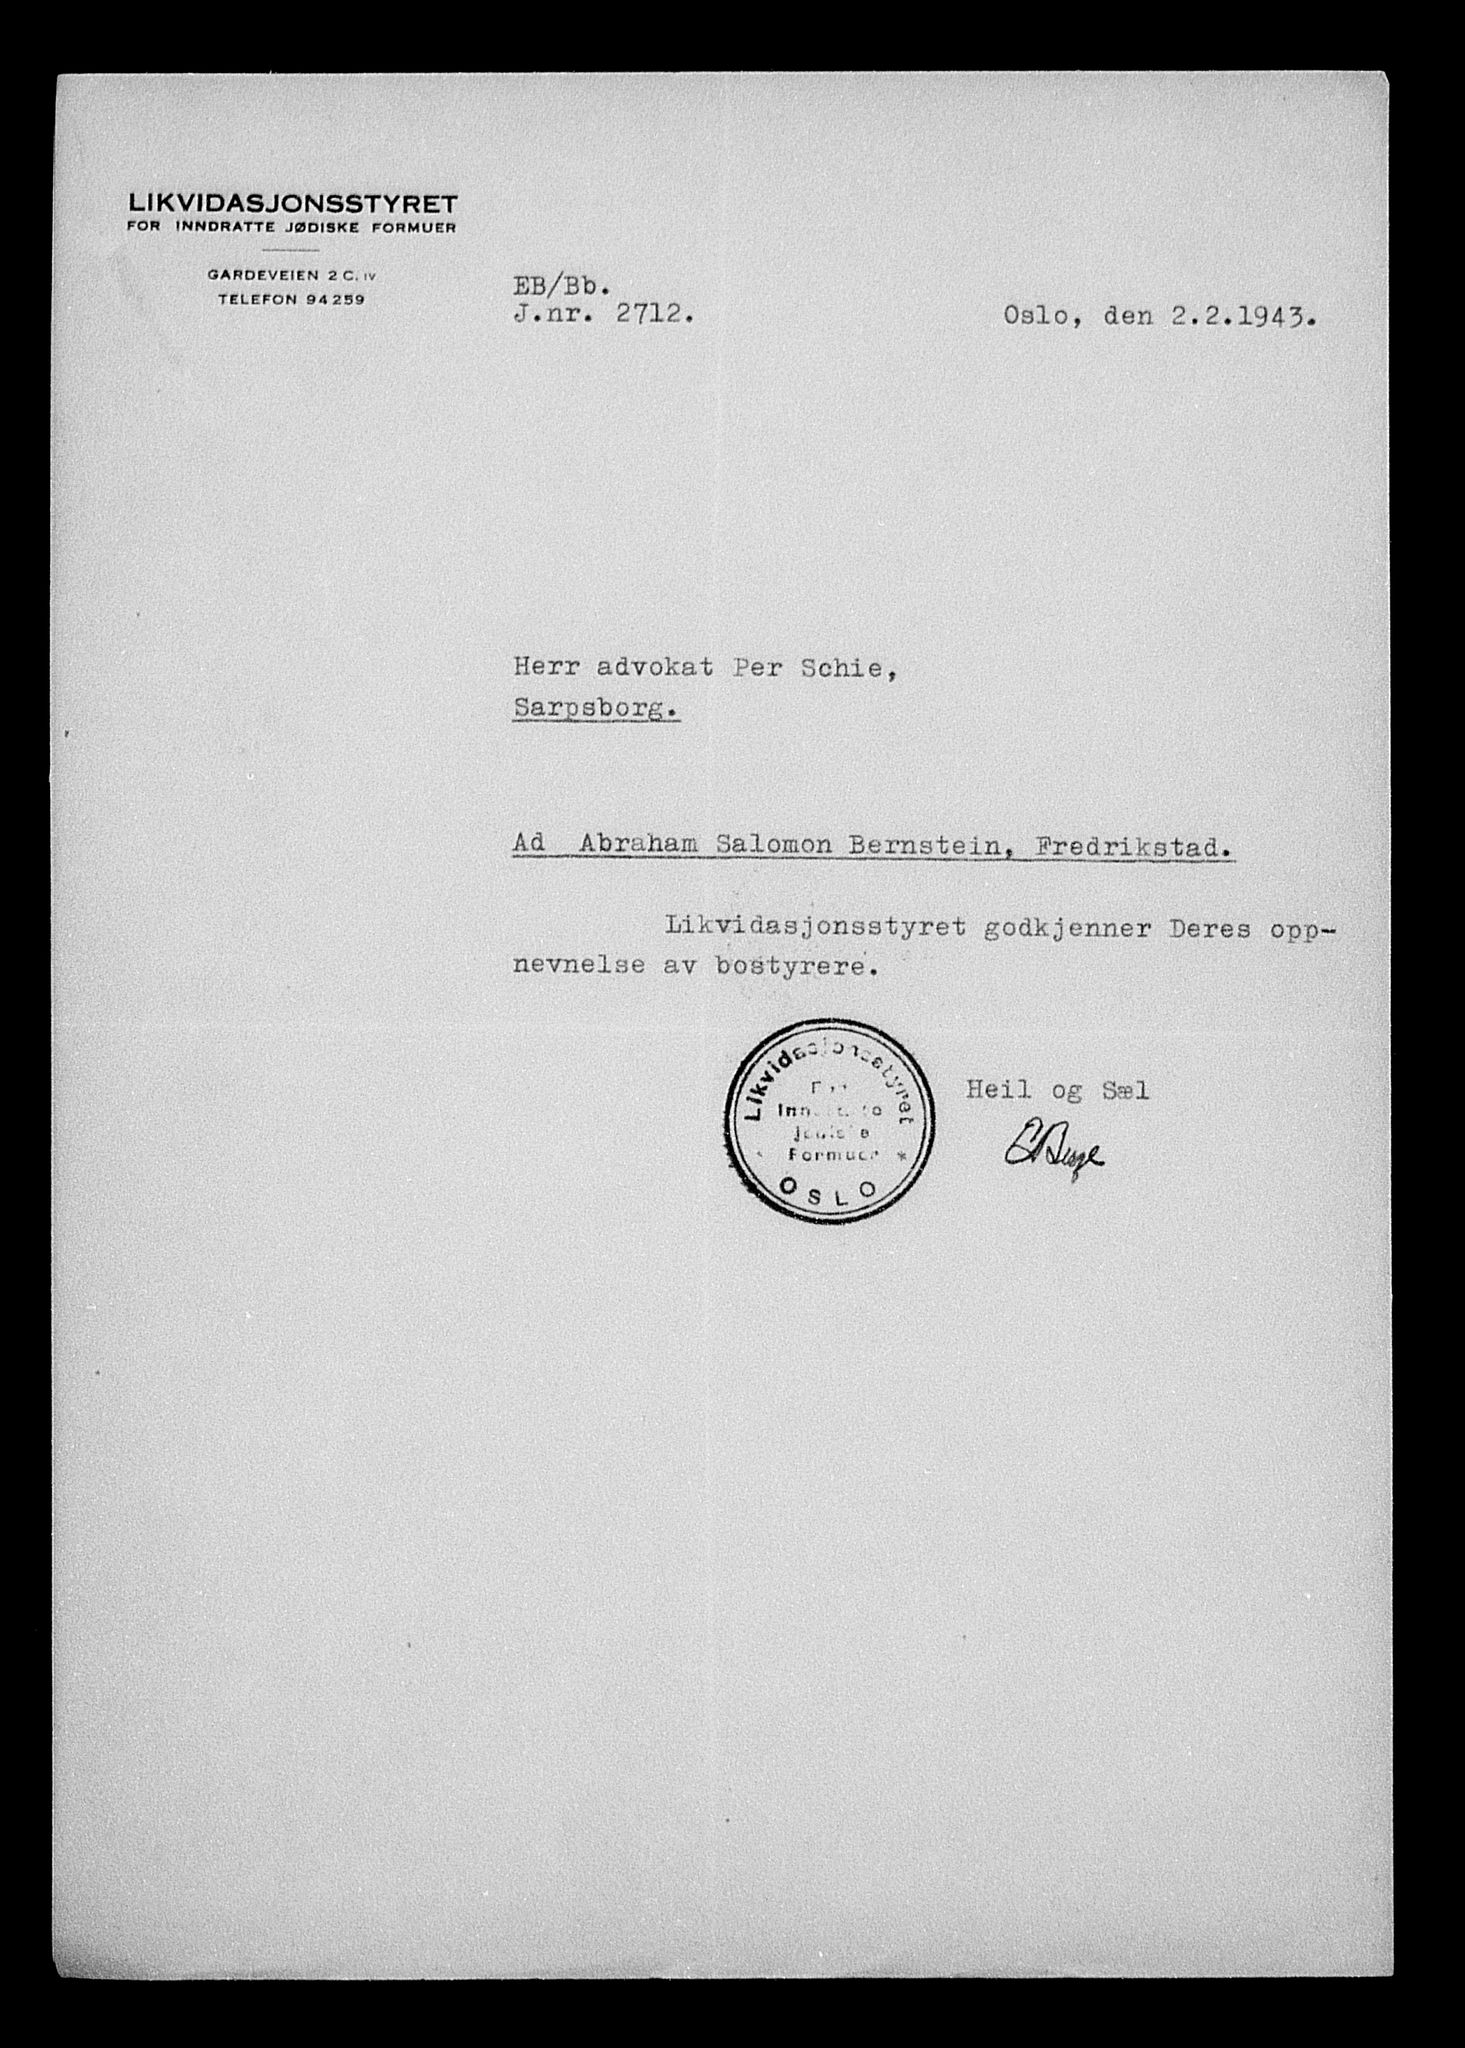 LIKVIDASJONSSTYRET
FOR INNDRATTE JØDISKE FORMUER
GARDEVEIEN 2 C. IV
TELEFON 94259
EB/Bb.
J.nr. 2712.
Oslo, den 2.2.1943.
Herr advokat Per Schie,
Sarpsborg.
Ad Abraham Salomon Bernstein, Fredrikstad.
Likvidasjonsstyret godkjenner Deres opp-
nevnelse av bostyrere.
Heil og Sæl
Likvidasjonsstyret
Formuer
OSLO